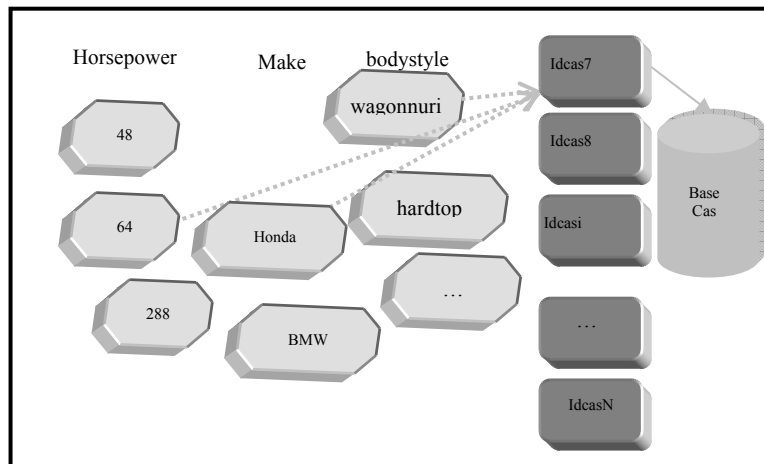 Horsepower
Make
bodystyle
48
64
288
Honda
BMW
wagonnuri
hardtop
…
Idcas7
Idcas8
Idcasi
…
IdcasN
Base
Cas